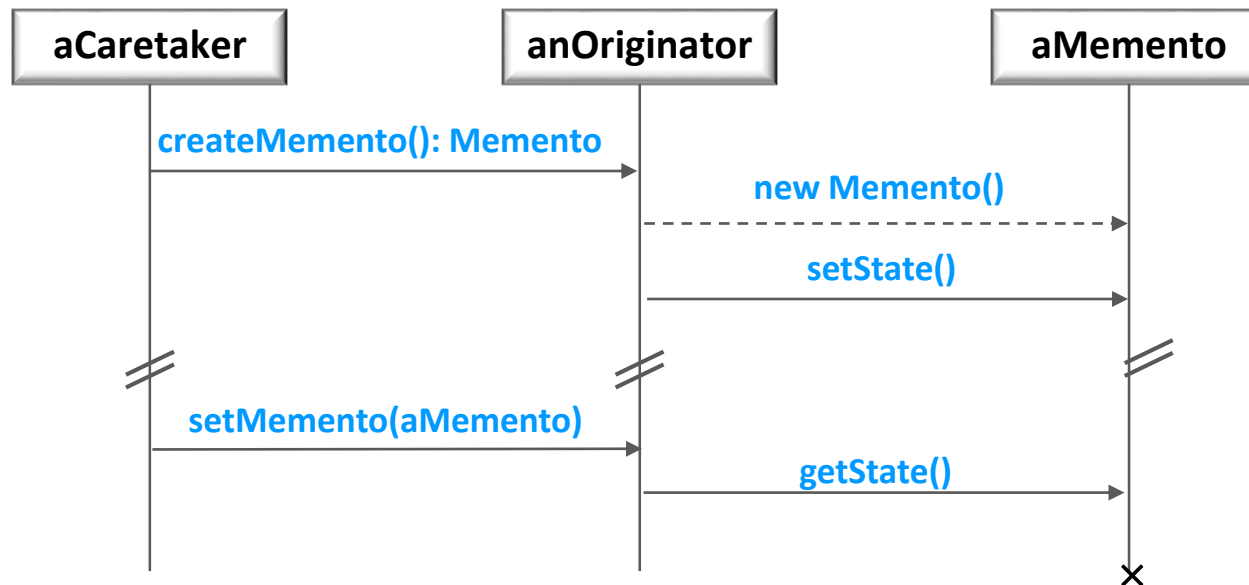 aCaretaker
anOriginator
aMemento
createMemento(): Memento
new Memento()
setState()
setMemento(aMemento)
getState()